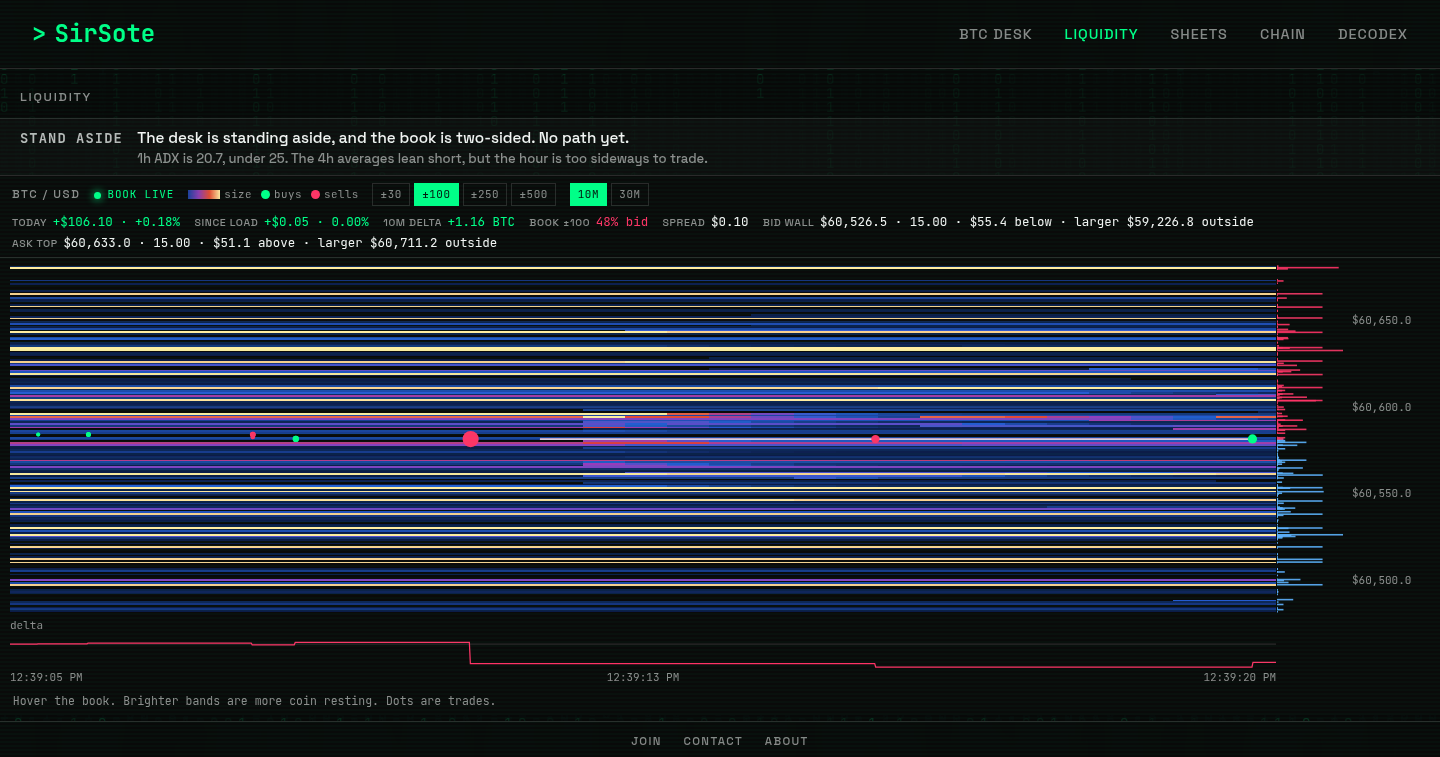 > SirSote
BTC DESK LIQUIDITY SHEETS CHAIN DECODEX
LIQUIDITY
STAND ASIDE The desk is standing aside, and the book is two-sided. No path yet.
1h ADX is 20.7, under 25. The 4h averages lean short, but the hour is too sideways to trade.
BTC / USD BOOK LIVE size buys sells ±30 ±100 ±250 ±500 10M 30M
TODAY +$106.10 · +0.18% SINCE LOAD +$0.05 · 0.00% 10M DELTA +1.16 BTC BOOK ±100 48% bid SPREAD $0.10 BID WALL $60,526.5 · 15.00 · $55.4 below · larger $59,226.8 outside
ASK TOP $60,633.0 · 15.00 · $51.1 above · larger $60,711.2 outside
$60,650.0
$60,600.0
$60,550.0
$60,500.0
delta
12:39:05 PM 12:39:13 PM 12:39:20 PM
Hover the book. Brighter bands are more coin resting. Dots are trades.
JOIN CONTACT ABOUT